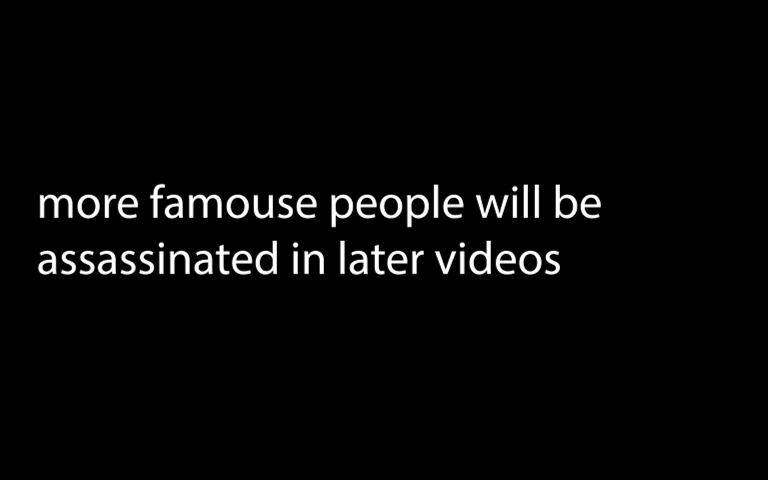 more famouse people will be
assassinated in later videos